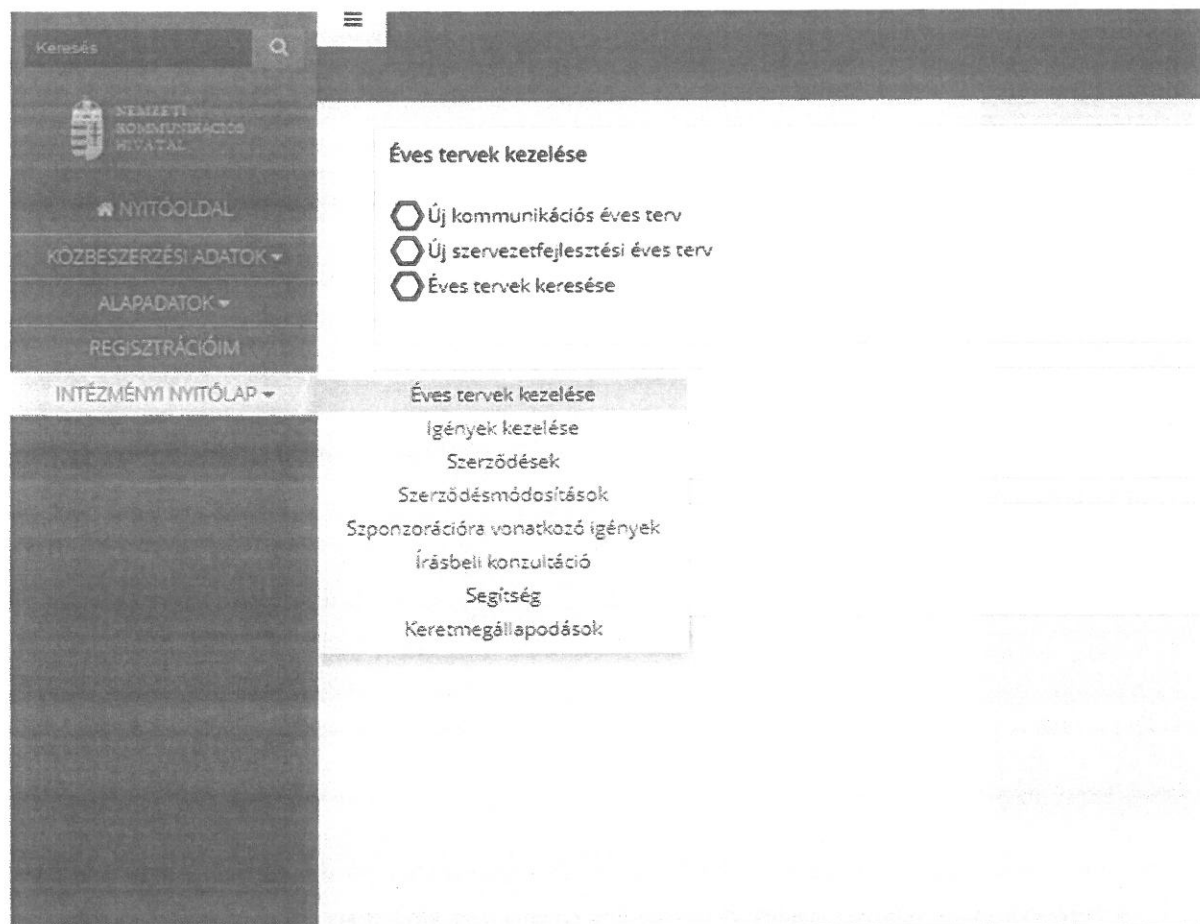 Keresés
NEMZETI
KOMMUNIKÁCIÓS
HIVATAL
NYITÓOLDAL
KÖZBESZERZÉSI ADATOK
ALAPADATOK
REGISZTRÁCIÓIM
INTÉZMÉNYI NYITÓLAP
Éves tervek kezelése
Új kommunikációs éves terv
Új szervezetfejlesztési éves terv
Éves tervek keresése
Éves tervek kezelése
Igények kezelése
Szerződések
Szerződésmódosítások
Szponzorációra vonatkozó igények
Írásbeli konzultáció
Segítség
Keretmegállapodások